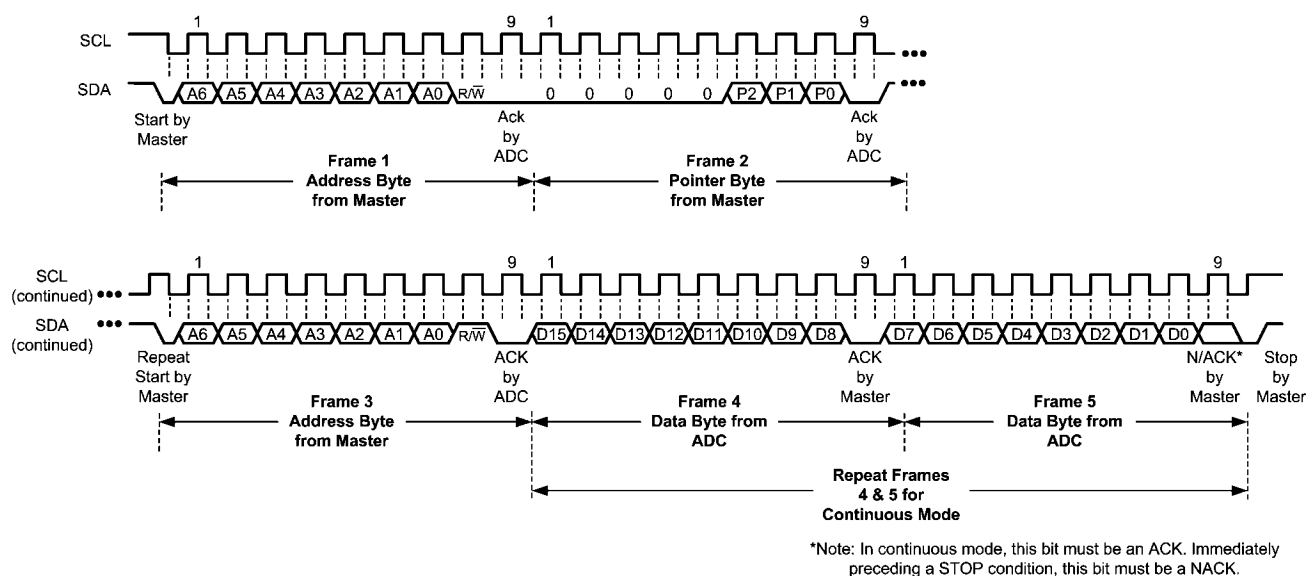 1 9 1 9
SCL
SDA A6 A5 A4 A3 A2 A1 A0 R/W̅ 0 0 0 0 0 P2 P1 P0
Start by
Master
Ack
by
ADC
Ack
by
ADC
Frame 1
Address Byte
from Master
Frame 2
Pointer Byte
from Master
1 9 1 9 1 9
SCL
(continued)
SDA
(continued)
A6 A5 A4 A3 A2 A1 A0 R/W̅ D15 D14 D13 D12 D11 D10 D9 D8 D7 D6 D5 D4 D3 D2 D1 D0
Repeat
Start by
Master
ACK
by
ADC
ACK
by
Master
N/ACK*
by
Master
Stop
by
Master
Frame 3
Address Byte
from Master
Frame 4
Data Byte from
ADC
Frame 5
Data Byte from
ADC
Repeat Frames
4 & 5 for
Continuous Mode
*Note: In continuous mode, this bit must be an ACK. Immediately
preceding a STOP condition, this bit must be a NACK.